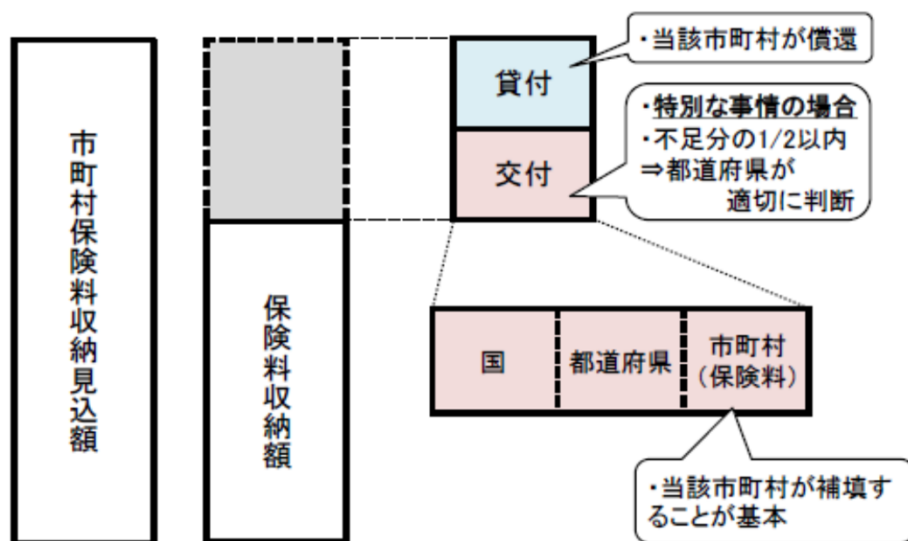 市町村保険料収納見込額
保険料収納額
貸付
交付
・当該市町村が償還
・特別な事情の場合
・不足分の1/2以内
⇒都道府県が
適切に判断
国
都道府県
市町村
(保険料)
・当該市町村が補填す
ることが基本